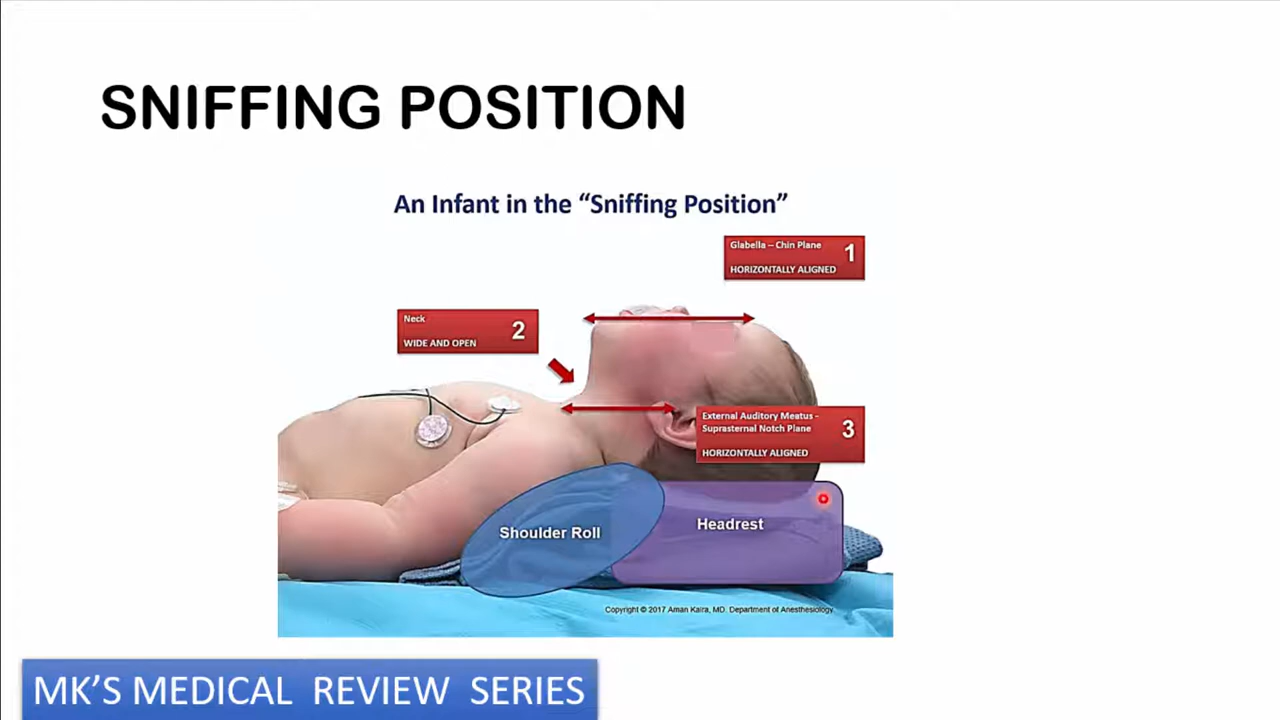 SNIFFING POSITION
An Infant in the “Sniffing Position”
Glabella – Chin Plane
HORIZONTALLY ALIGNED
1
Neck
WIDE AND OPEN
2
External Auditory Meatus -
Suprasternal Notch Plane
HORIZONTALLY ALIGNED
3
Shoulder Roll
Headrest
Copyright © 2017 Aman Kalra, MD. Department of Anesthesiology.
MK’S MEDICAL REVIEW SERIES